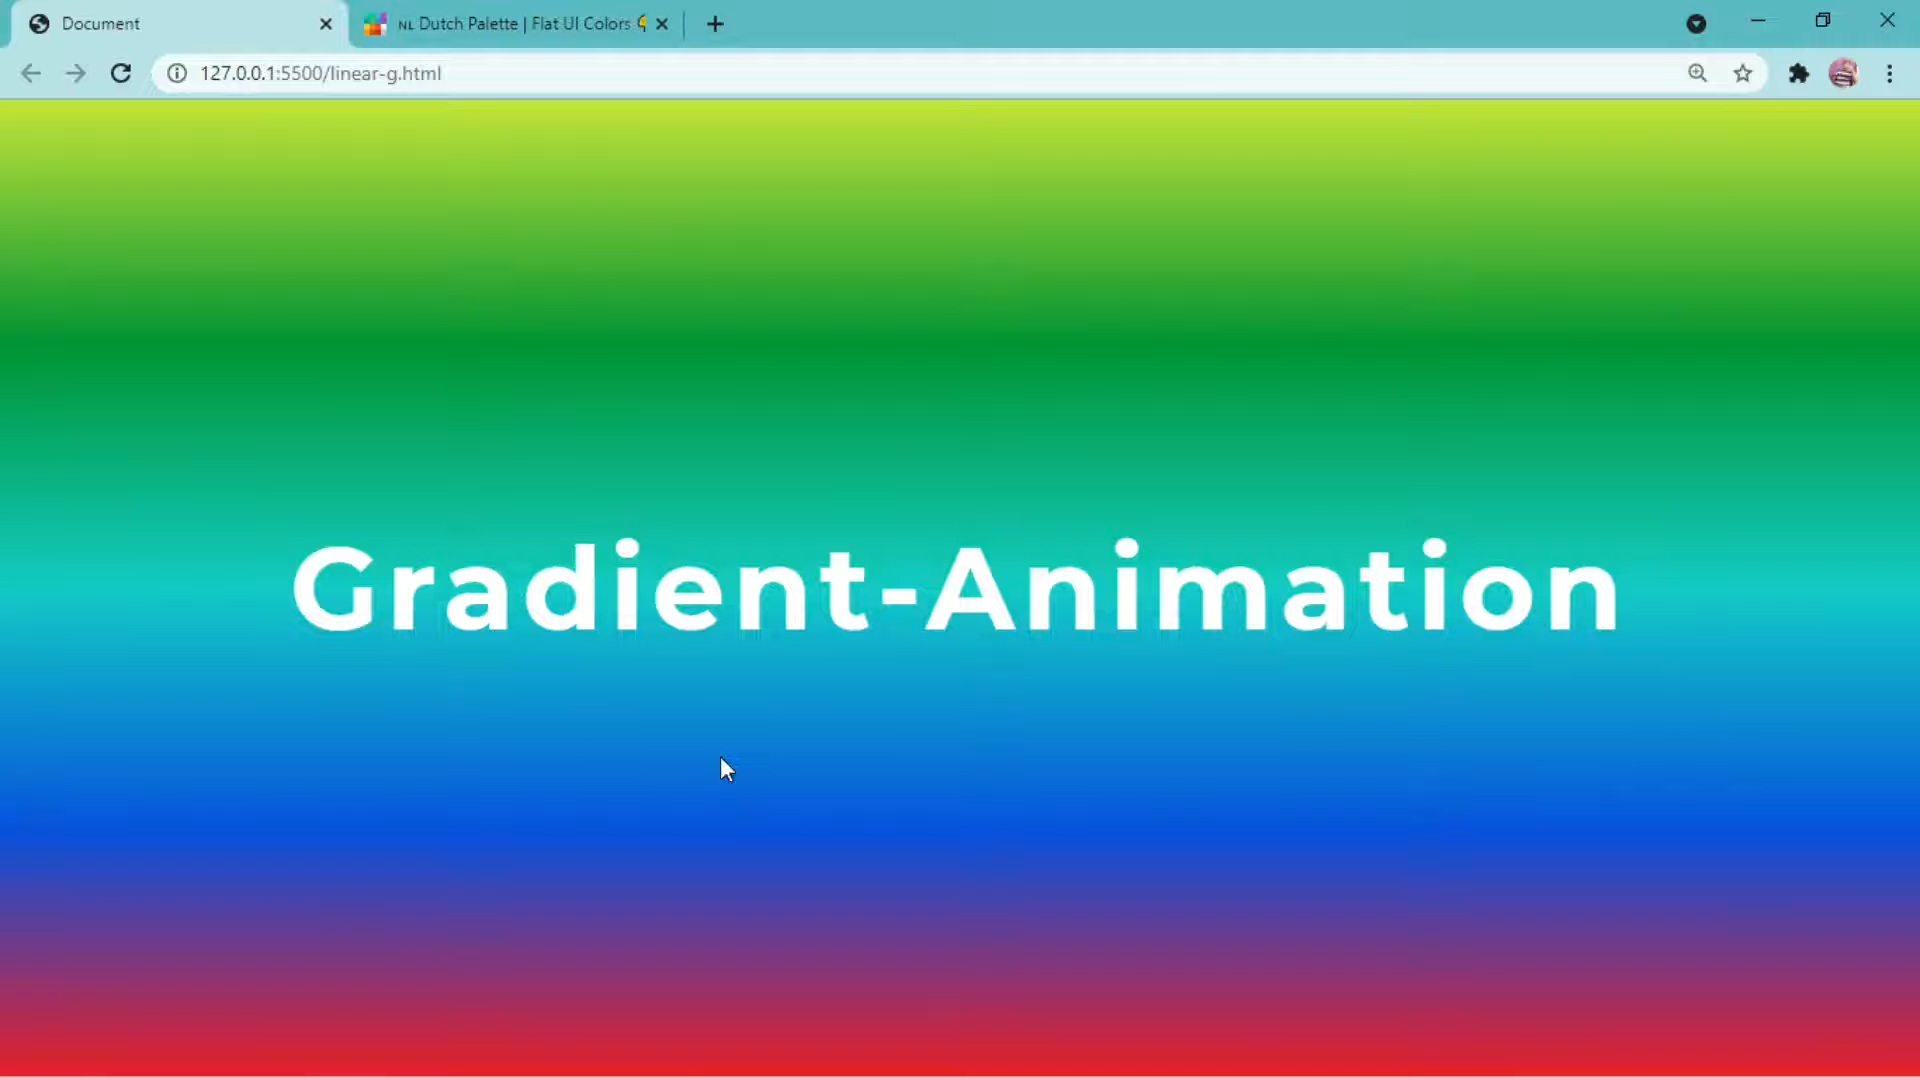 Document
NL Dutch Palette | Flat UI Colors
127.0.0.1:5500/linear-g.html
Gradient-Animation